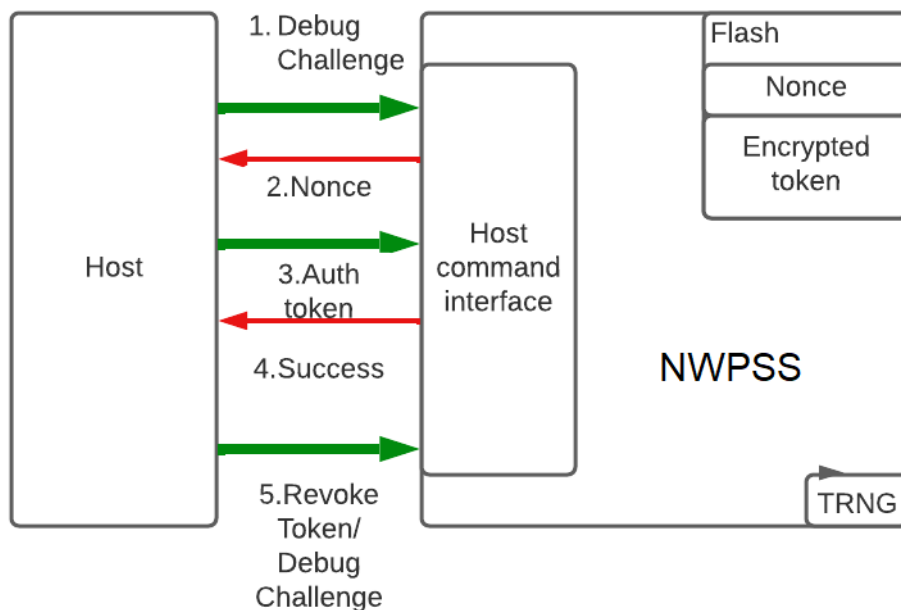 1. Debug
Challenge
2.Nonce
3.Auth
token
4.Success
5.Revoke
Token/
Debug
Challenge
Host
Host
command
interface
Flash
Nonce
Encrypted
token
NWPSS
TRNG